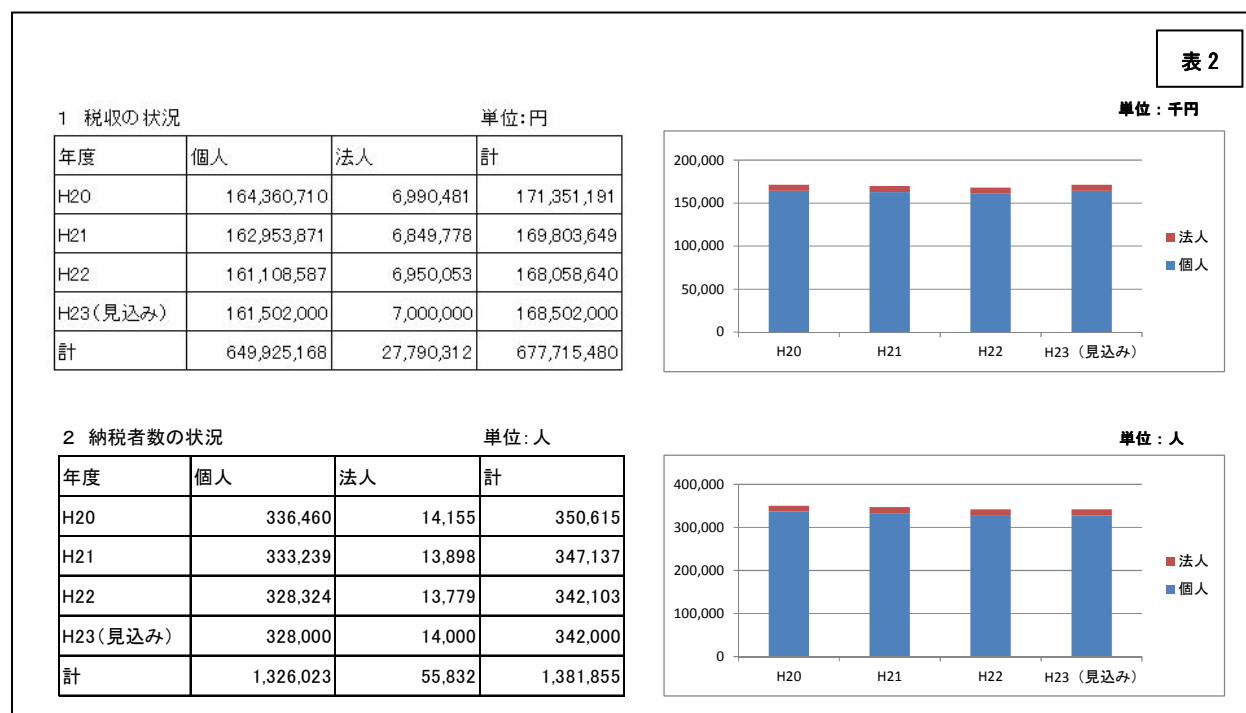 表2
1 税収の状況 単位:円
年度 個人 法人 計
H20 164,360,710 6,990,481 171,351,191
H21 162,953,871 6,849,778 169,803,649
H22 161,108,587 6,950,053 168,058,640
H23(見込み) 161,502,000 7,000,000 168,502,000
計 649,925,168 27,790,312 677,715,480
単位:千円
200,000
150,000
100,000
50,000
0
H20 H21 H22 H23(見込み)
法人
個人
2 納税者数の状況 単位:人
年度 個人 法人 計
H20 336,460 14,155 350,615
H21 333,239 13,898 347,137
H22 328,324 13,779 342,103
H23(見込み) 328,000 14,000 342,000
計 1,326,023 55,832 1,381,855
単位:人
400,000
300,000
200,000
100,000
0
H20 H21 H22 H23(見込み)
法人
個人